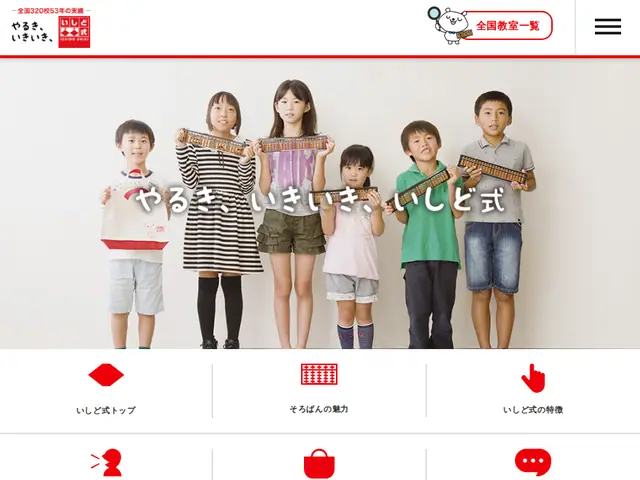 全国320校53年の実績
やるき、
いきいき、
いしど
式
ISHIDO SHIKI
全国教室一覧
やるき、いきいき、いしど式
いしど式トップ
そろばんの魅力
いしど式の特徴